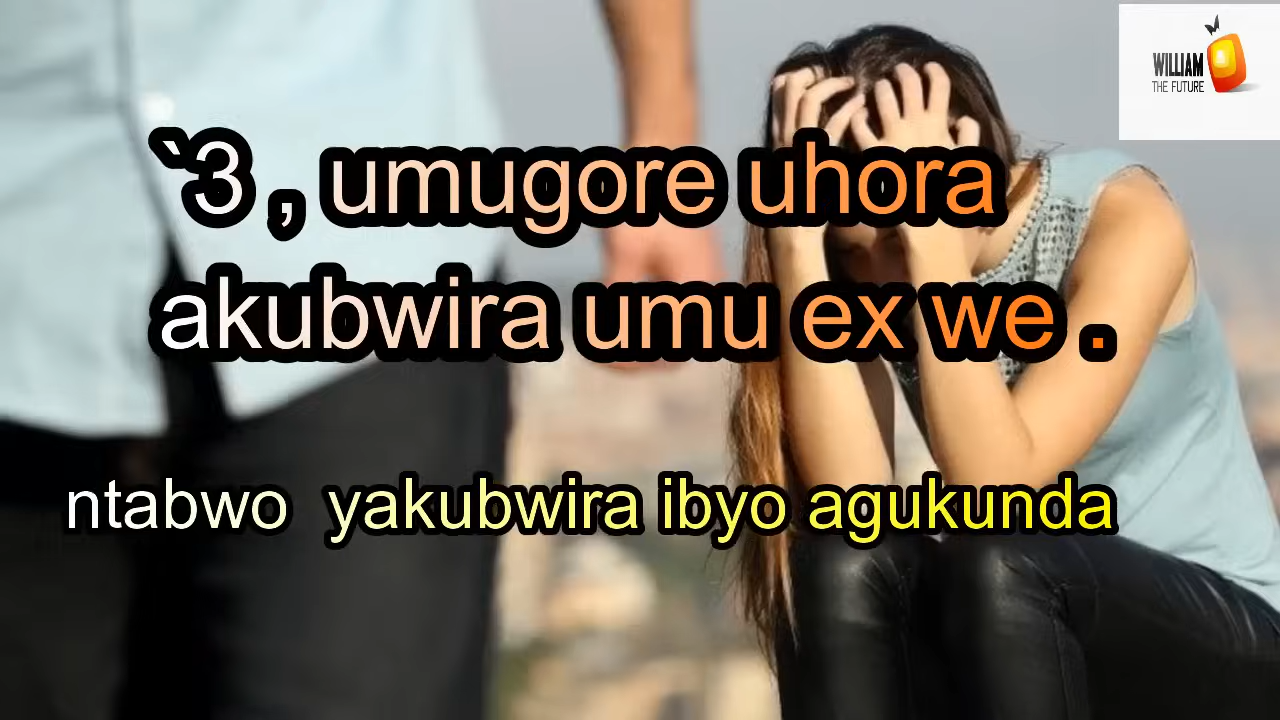 WILLIAM
THE FUTURE
`3 , umugore uhora
akubwira umu ex we .
ntabwo yakubwira ibyo agukunda